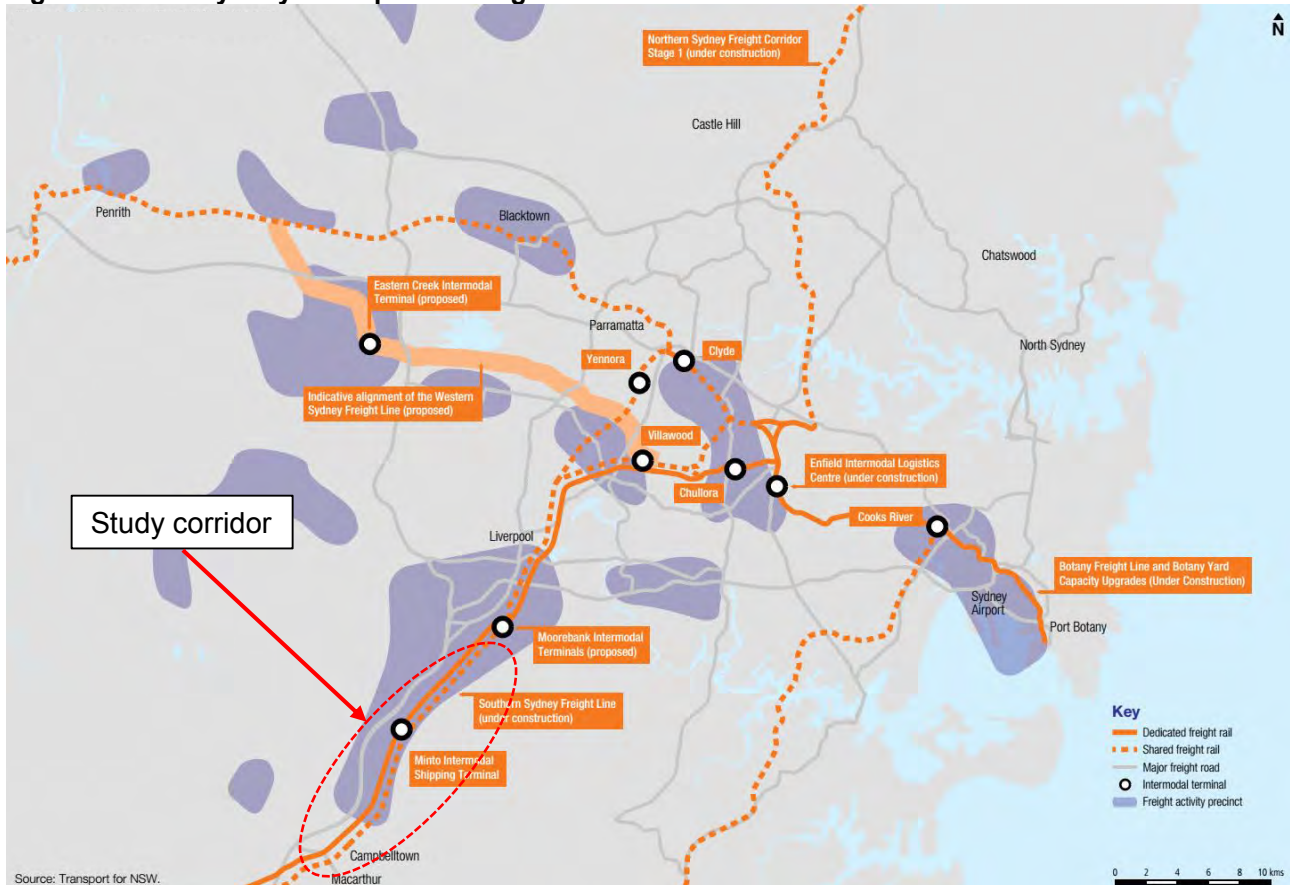 N
Northern Sydney Freight Corridor
Stage 1 (under construction)
Castle Hill
Penrith
Blacktown
Chatswood
Eastern Creek Intermodal
Terminal (proposed)
Parramatta
Clyde
North Sydney
Yennora
Indicative alignment of the Western
Sydney Freight Line (proposed)
Villawood
Enfield Intermodal Logistics
Centre (under construction)
Chullora
Cooks River
Study corridor
Liverpool
Botany Freight Line and Botany Yard
Capacity Upgrades (Under Construction)
Sydney
Airport
Port Botany
Moorebank Intermodal
Terminals (proposed)
Southern Sydney Freight Line
(under construction)
Minto Intermodal
Shipping Terminal
Key
Dedicated freight rail
Shared freight rail
Major freight road
Intermodal terminal
Freight activity precinct
Campbelltown
Macarthur
Source: Transport for NSW.
0 2 4 6 8 10 kms